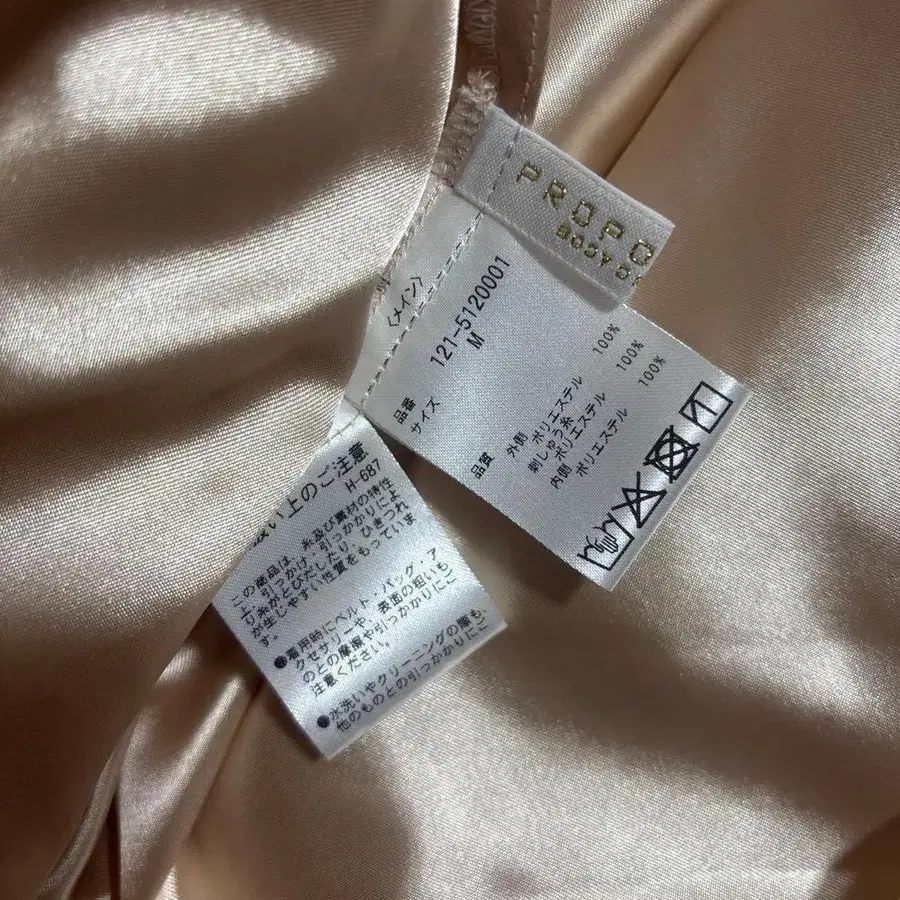 PROPO
BODY D
〈メイン〉
品番 121-5120001
サイズ M
品質
外側 ポリエステル 100%
刺しゅう糸
ポリエステル 100%
内側 ポリエステル 100%
扱い上のご注意
H-687
この商品は、糸及び素材の特性
上、引っかけ・引っかかりによ
り糸がとびだしたり、ひきつれ
が生じやすい性質をもっていま
す。
●着用時にベルト・バッグ・ア
クセサリーや、表面の粗いも
のとの摩擦や引っかかりにご
注意ください。
●水洗いやクリーニングの際も、
他のものとの引っかかりにご